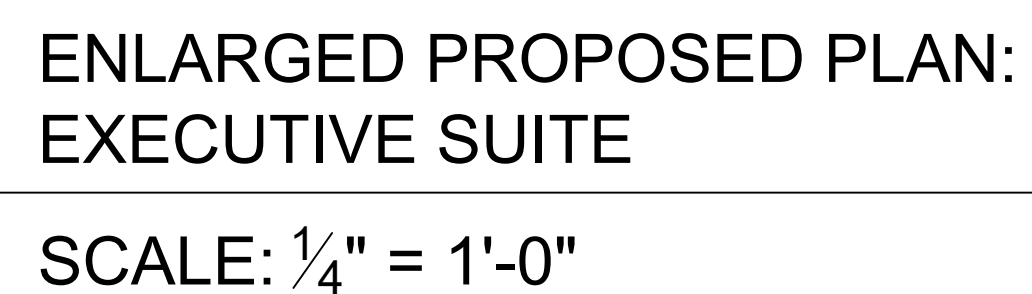 ENLARGED PROPOSED PLAN:
EXECUTIVE SUITE
SCALE: ¼" = 1'-0"